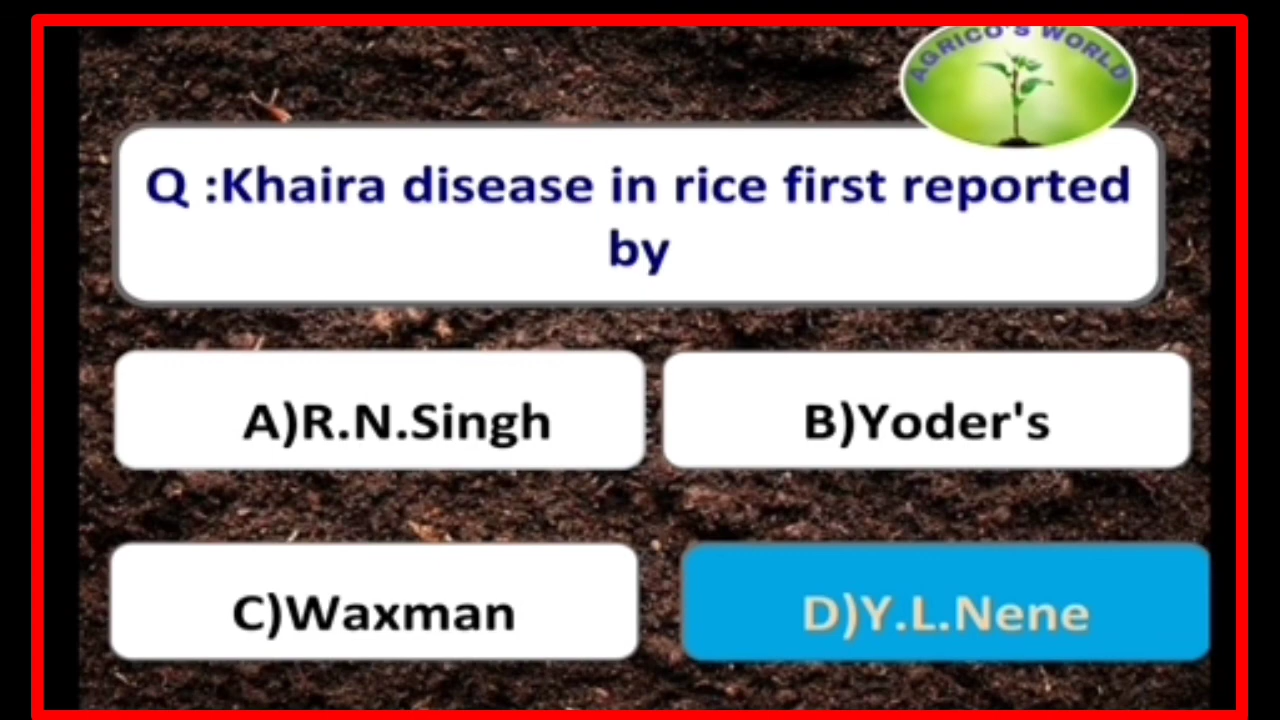 AGRICO'S WORLD
Q :Khaira disease in rice first reported
by
A)R.N.Singh
B)Yoder's
C)Waxman
D)Y.L.Nene